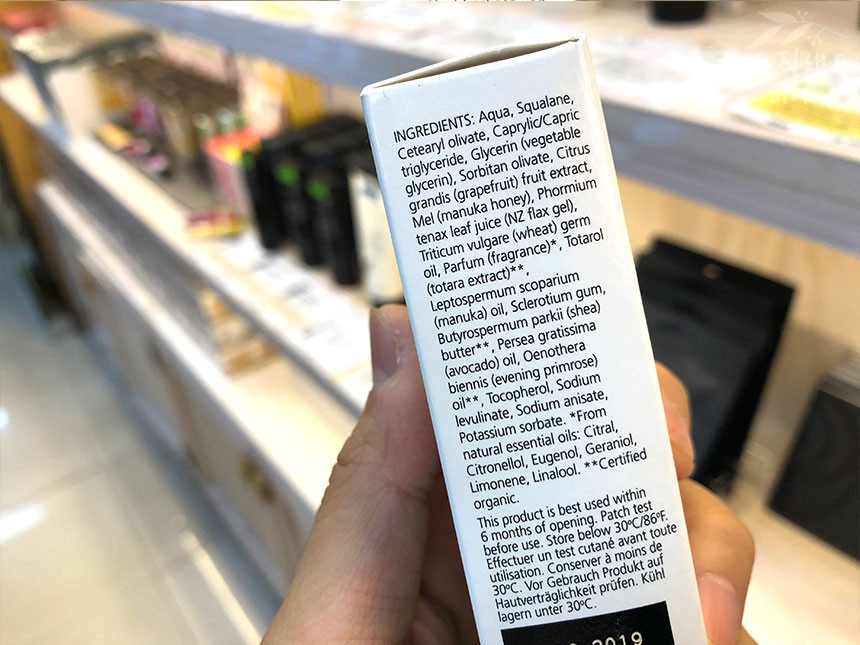 INGREDIENTS: Aqua, Squalane,
Cetearyl olivate, Caprylic/Capric
triglyceride, Glycerin (vegetable
glycerin), Sorbitan olivate, Citrus
grandis (grapefruit) fruit extract,
Mel (manuka honey), Phormium
tenax leaf juice (NZ flax gel),
Triticum vulgare (wheat) germ
oil, Parfum (fragrance)*, Totarol
(totara extract)**,
Leptospermum scoparium
(manuka) oil, Sclerotium gum,
Butyrospermum parkii (shea)
butter**, Persea gratissima
(avocado) oil, Oenothera
biennis (evening primrose)
oil**, Tocopherol, Sodium
levulinate, Sodium anisate,
Potassium sorbate. *From
natural essential oils: Citral,
Citronellol, Eugenol, Geraniol,
Limonene, Linalool. **Certified
organic.
This product is best used within
6 months of opening. Patch test
before use. Store below 30ºC/86ºF.
Effectuer un test cutané avant toute
utilisation. Conserver à moins de
30ºC. Vor Gebrauch Produkt auf
Hautverträglichkeit prüfen. Kühl
lagern unter 30ºC.
2019